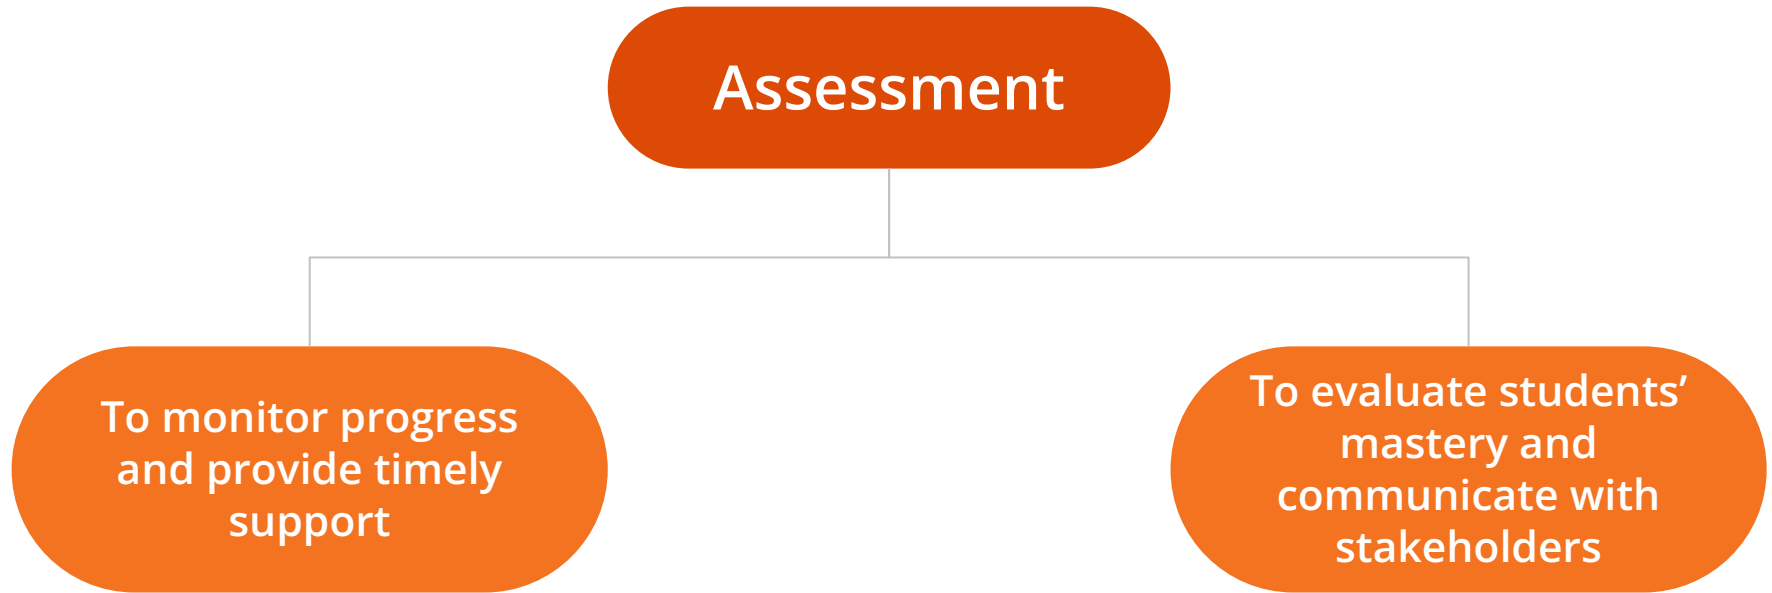 Assessment
To monitor progress
and provide timely
support
To evaluate students’
mastery and
communicate with
stakeholders